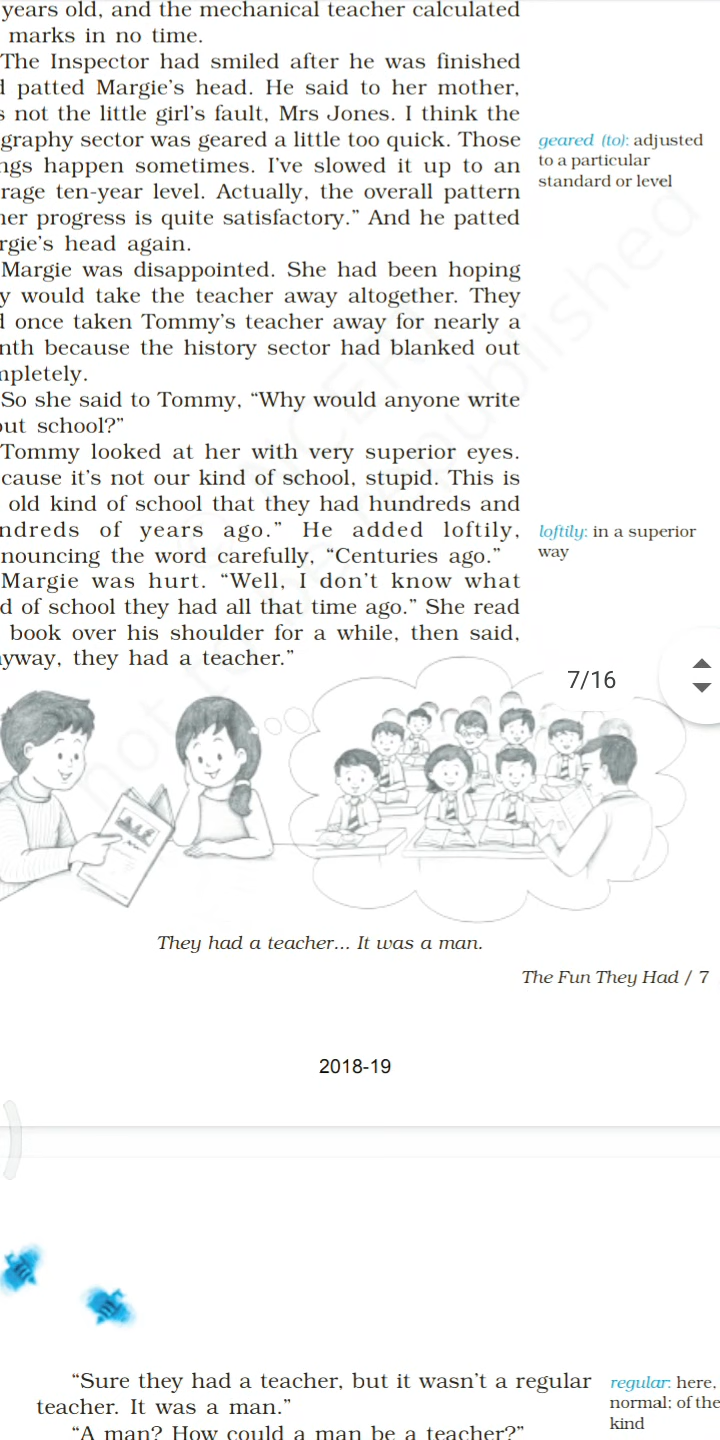 years old, and the mechanical teacher calculated
marks in no time.
The Inspector had smiled after he was finished
patted Margie's head. He said to her mother,
not the little girl's fault, Mrs Jones. I think the
graphy sector was geared a little too quick. Those
ngs happen sometimes. I've slowed it up to an
rage ten-year level. Actually, the overall pattern
her progress is quite satisfactory.” And he patted
rgie's head again.
geared (to): adjusted
to a particular
standard or level
Margie was disappointed. She had been hoping
y would take the teacher away altogether. They
d once taken Tommy's teacher away for nearly a
nth because the history sector had blanked out
mpletely.
So she said to Tommy, “Why would anyone write
out school?”
Tommy looked at her with very superior eyes.
cause it's not our kind of school, stupid. This is
old kind of school that they had hundreds and
ndreds of years ago.” He added loftily,
nouncing the word carefully, “Centuries ago.”
loftily: in a superior
way
Margie was hurt. “Well, I don't know what
d of school they had all that time ago.” She read
book over his shoulder for a while, then said,
nyway, they had a teacher.”
7/16
They had a teacher... It was a man.
The Fun They Had / 7
2018-19
“Sure they had a teacher, but it wasn't a regular
teacher. It was a man.”
“A man? How could a man be a teacher?”
regular: here,
normal; of the
kind